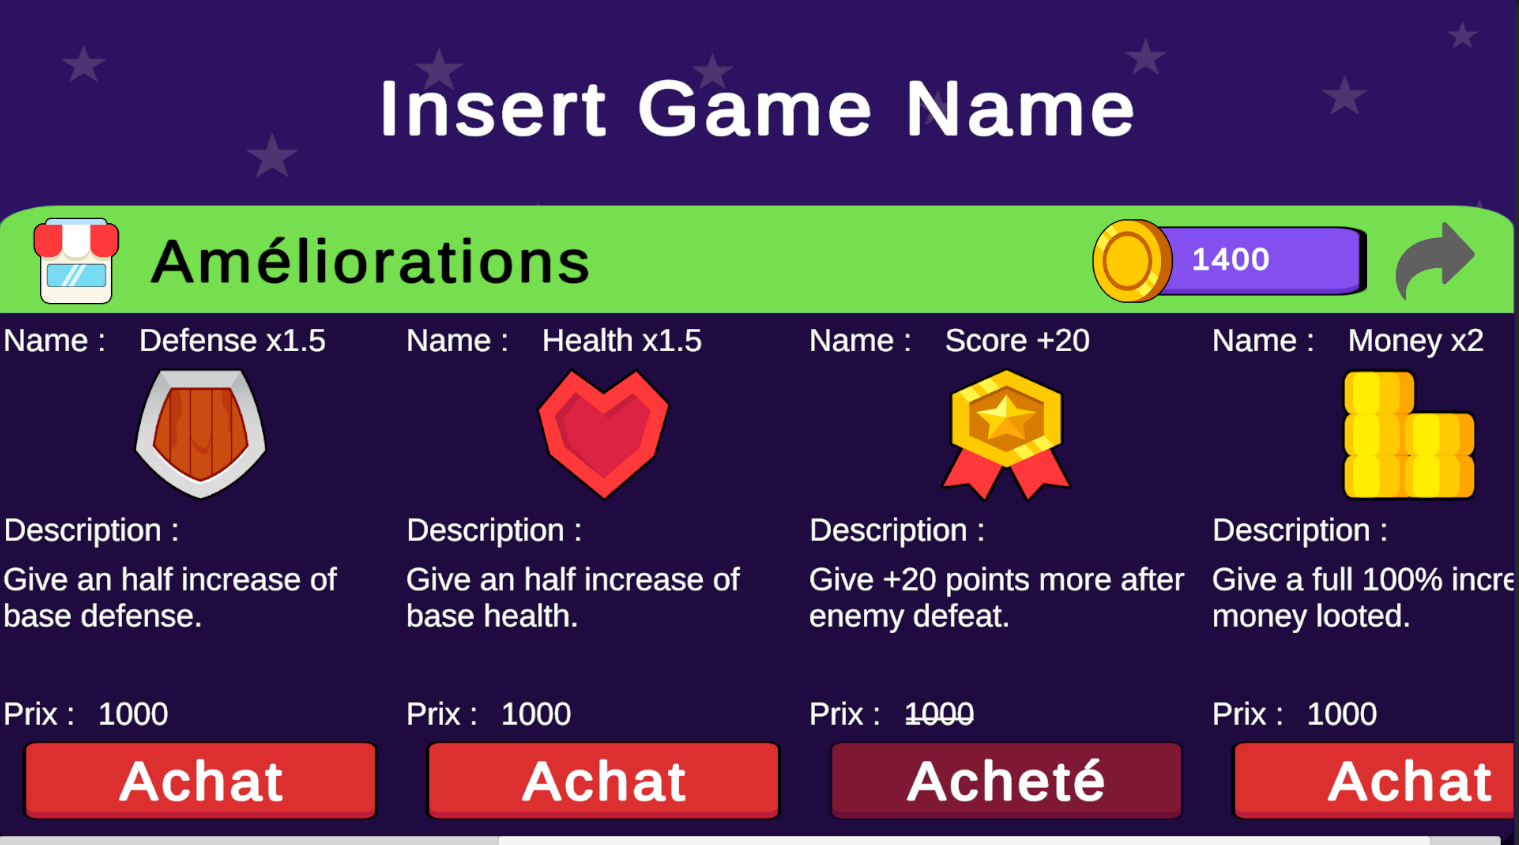 Insert Game Name
Améliorations
1400
Name : Defense x1.5
Name : Health x1.5
Name : Score +20
Name : Money x2
Description :
Give an half increase of
base defense.
Description :
Give an half increase of
base health.
Description :
Give +20 points more after
enemy defeat.
Description :
Give a full 100% incre
money looted.
Prix : 1000
Prix : 1000
Prix : 1000
Prix : 1000
Achat
Achat
Acheté
Achat